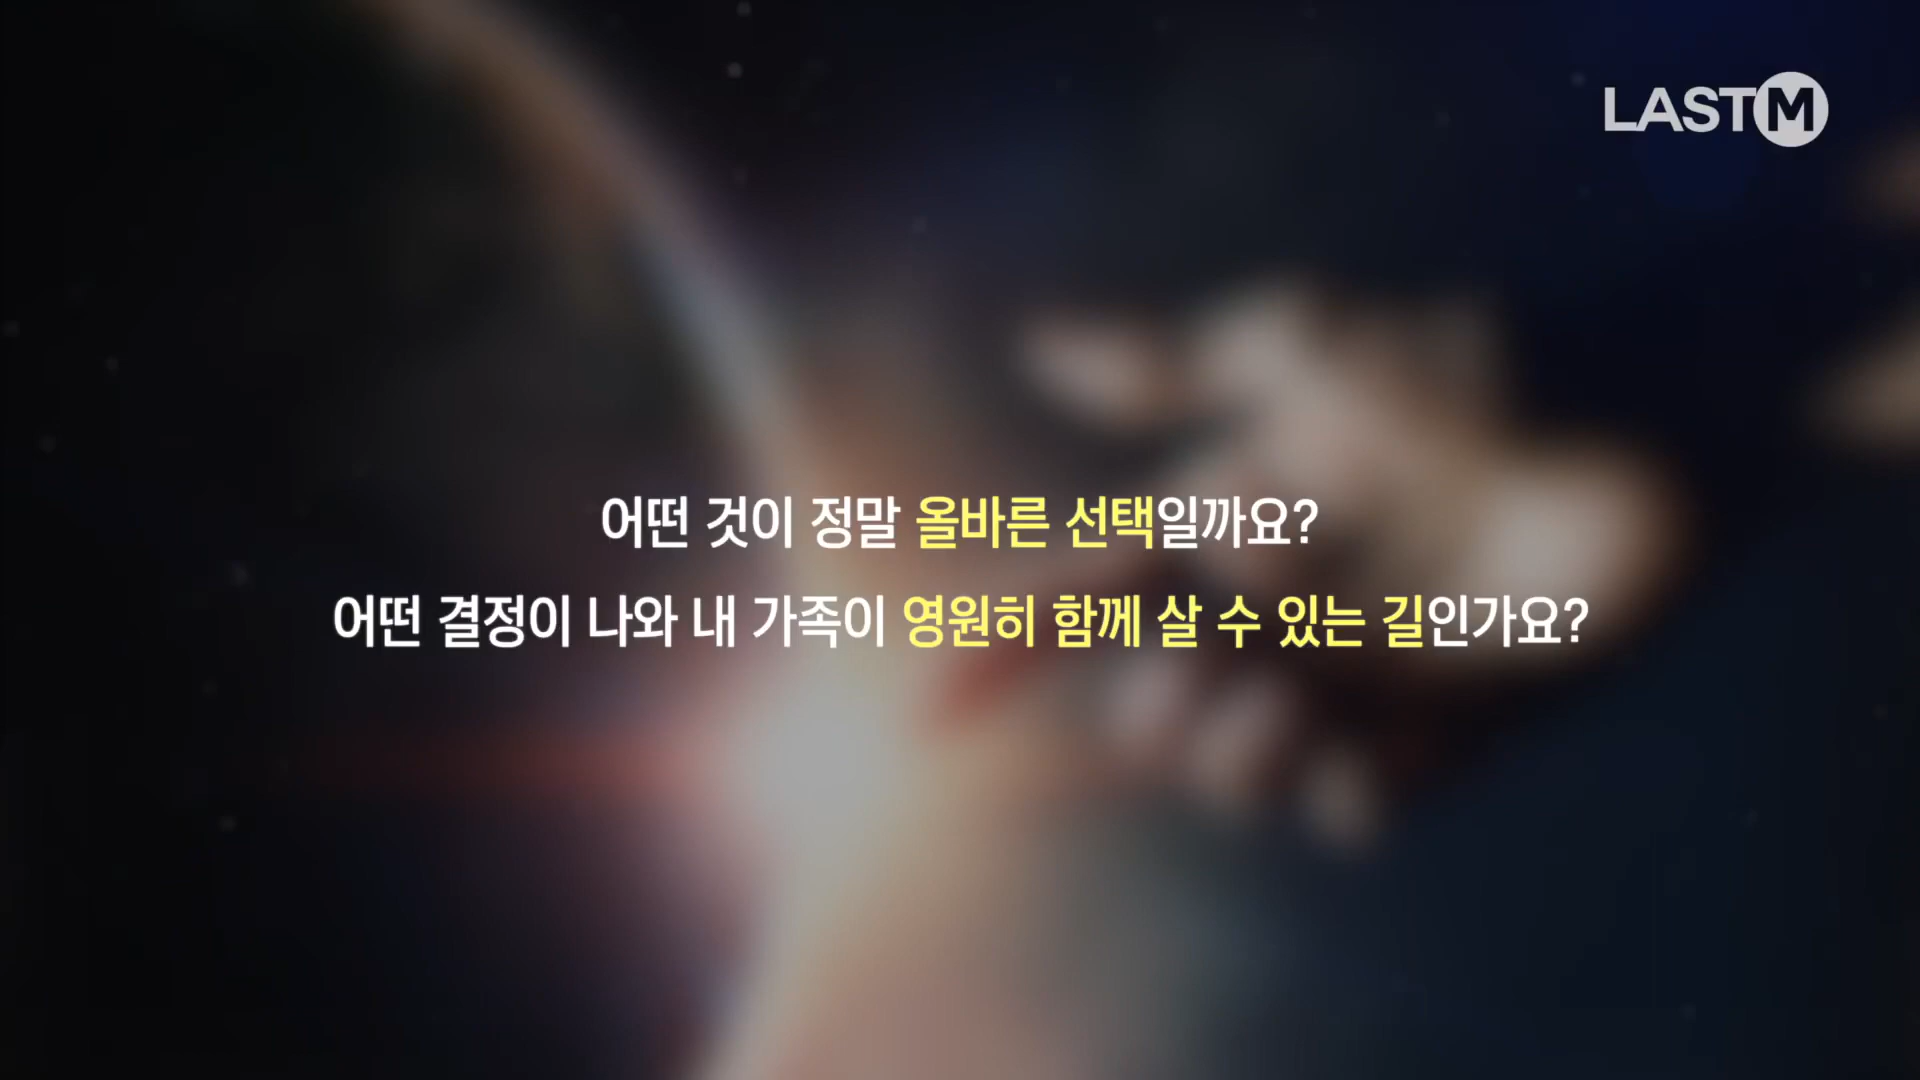 LASTM
어떤 것이 정말 올바른 선택일까요?
어떤 결정이 나와 내 가족이 영원히 함께 살 수 있는 길인가요?